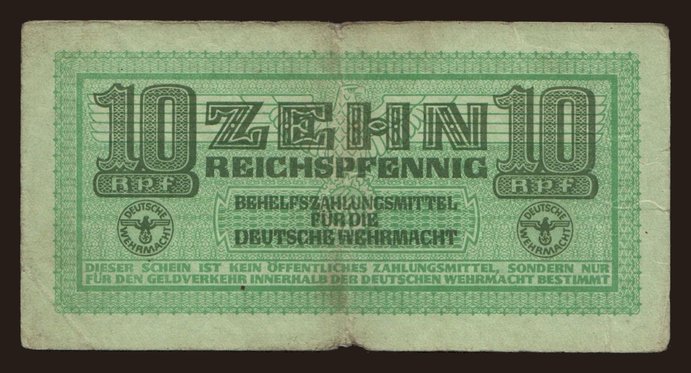 10 ZEHN 10
REICHSPFENNIG
Rpf Rpf
BEHELFSZAHLUNGSMITTEL
FÜR DIE
DEUTSCHE WEHRMACHT
DEUTSCHE WEHRMACHT
DEUTSCHE WEHRMACHT
DIESER SCHEIN IST KEIN ÖFFENTLICHES ZAHLUNGSMITTEL, SONDERN NUR
FÜR DEN GELDVERKEHR INNERHALB DER DEUTSCHEN WEHRMACHT BESTIMMT